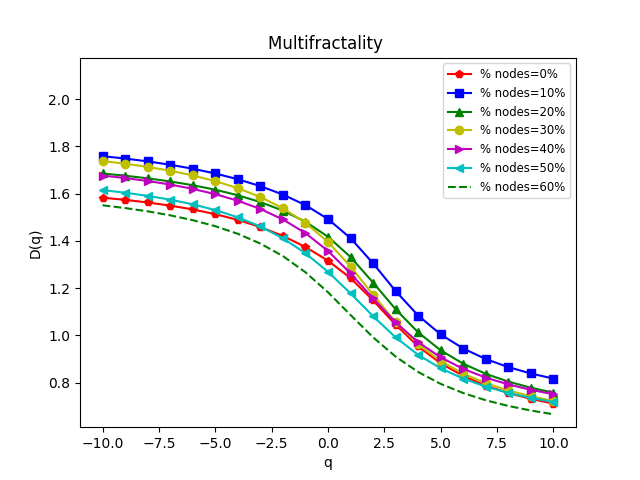 Multifractality
% nodes=0%
% nodes=10%
% nodes=20%
% nodes=30%
% nodes=40%
% nodes=50%
% nodes=60%
D(q)
2.0
1.8
1.6
1.4
1.2
1.0
0.8
−10.0 −7.5 −5.0 −2.5 0.0 2.5 5.0 7.5 10.0
q